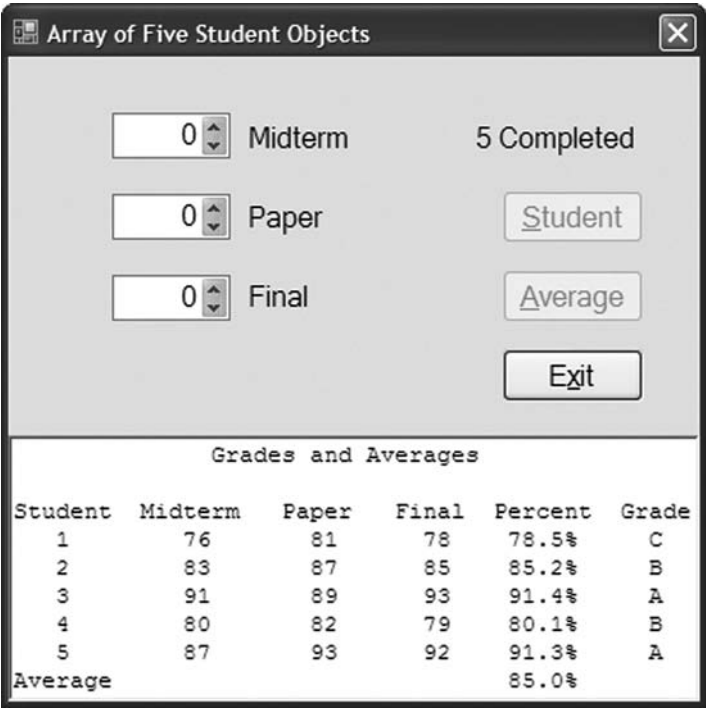 Array of Five Student Objects
0 Midterm 5 Completed
0 Paper Student
0 Final Average
Exit
Grades and Averages
Student Midterm Paper Final Percent Grade
1 76 81 78 78.5% C
2 83 87 85 85.2% B
3 91 89 93 91.4% A
4 80 82 79 80.1% B
5 87 93 92 91.3% A
Average 85.0%